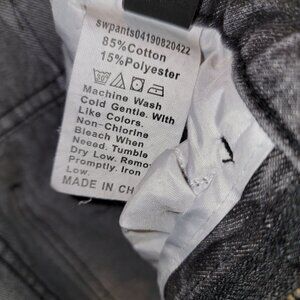 swpants04190820422
85%Cotton
15%Polyester
Machine Wash
Cold Gentle. With
Like Colors.
Non-Chlorine
Bleach When
Need. Tumble
Dry Low. Remov
Promptly. Iron
Low.
MADE IN CH